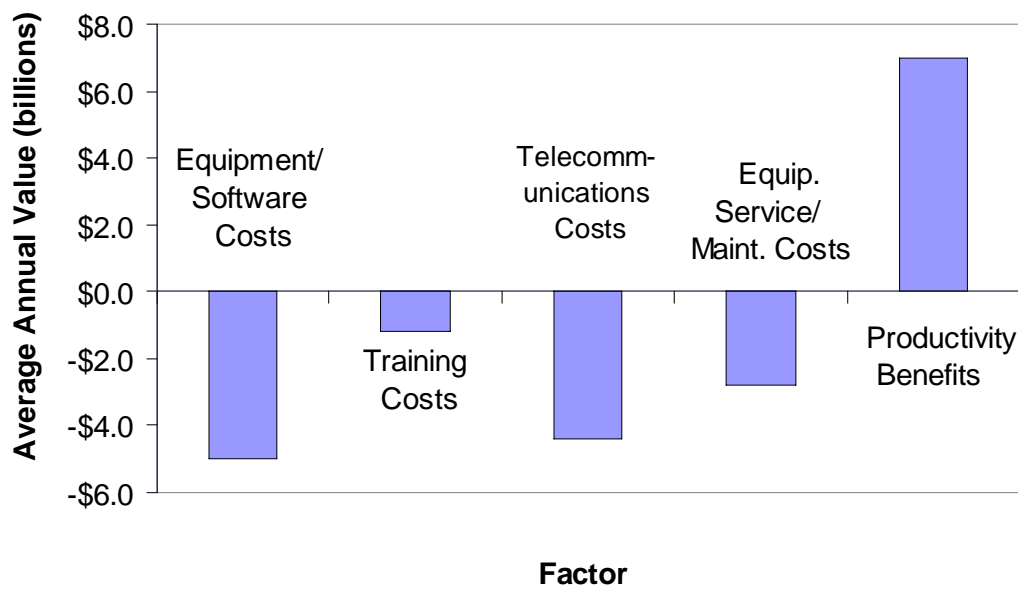 Average Annual Value (billions)
$8.0
$6.0
$4.0
$2.0
$0.0
-$2.0
-$4.0
-$6.0
Equipment/
Software
Costs
Training
Costs
Telecomm-
unications
Costs
Equip.
Service/
Maint. Costs
Productivity
Benefits
Factor